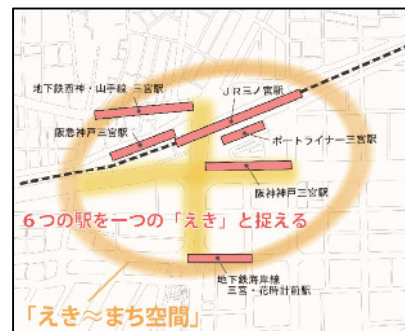 地下鉄西神・山手線 三宮駅
JR三ノ宮駅
阪急神戸三宮駅
ポートライナー三宮駅
阪神神戸三宮駅
6つの駅を一つの「えき」と捉える
地下鉄海岸線
三宮・花時計前駅
「えき～まち空間」